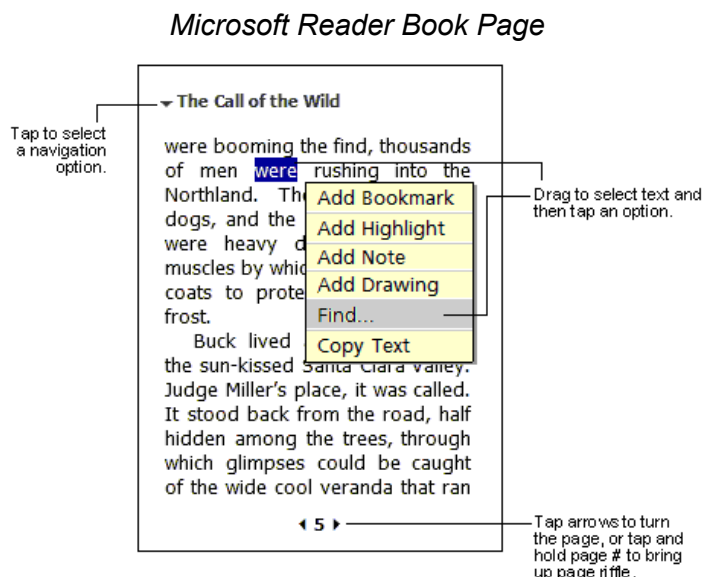 Microsoft Reader Book Page
The Call of the Wild
Tap to select
a navigation
option.
were booming the find, thousands
of men were rushing into the
Northland. The
dogs, and the
were heavy d
muscles by whic
coats to prote
frost.
Buck lived
the sun-kissed Santa Clara Valley.
Judge Miller's place, it was called.
It stood back from the road, half
hidden among the trees, through
which glimpses could be caught
of the wide cool veranda that ran
Add Bookmark
Add Highlight
Add Note
Add Drawing
Find...
Copy Text
Drag to select text and
then tap an option.
5
Tap arrows to turn
the page, or tap and
hold page # to bring
up page riffle.